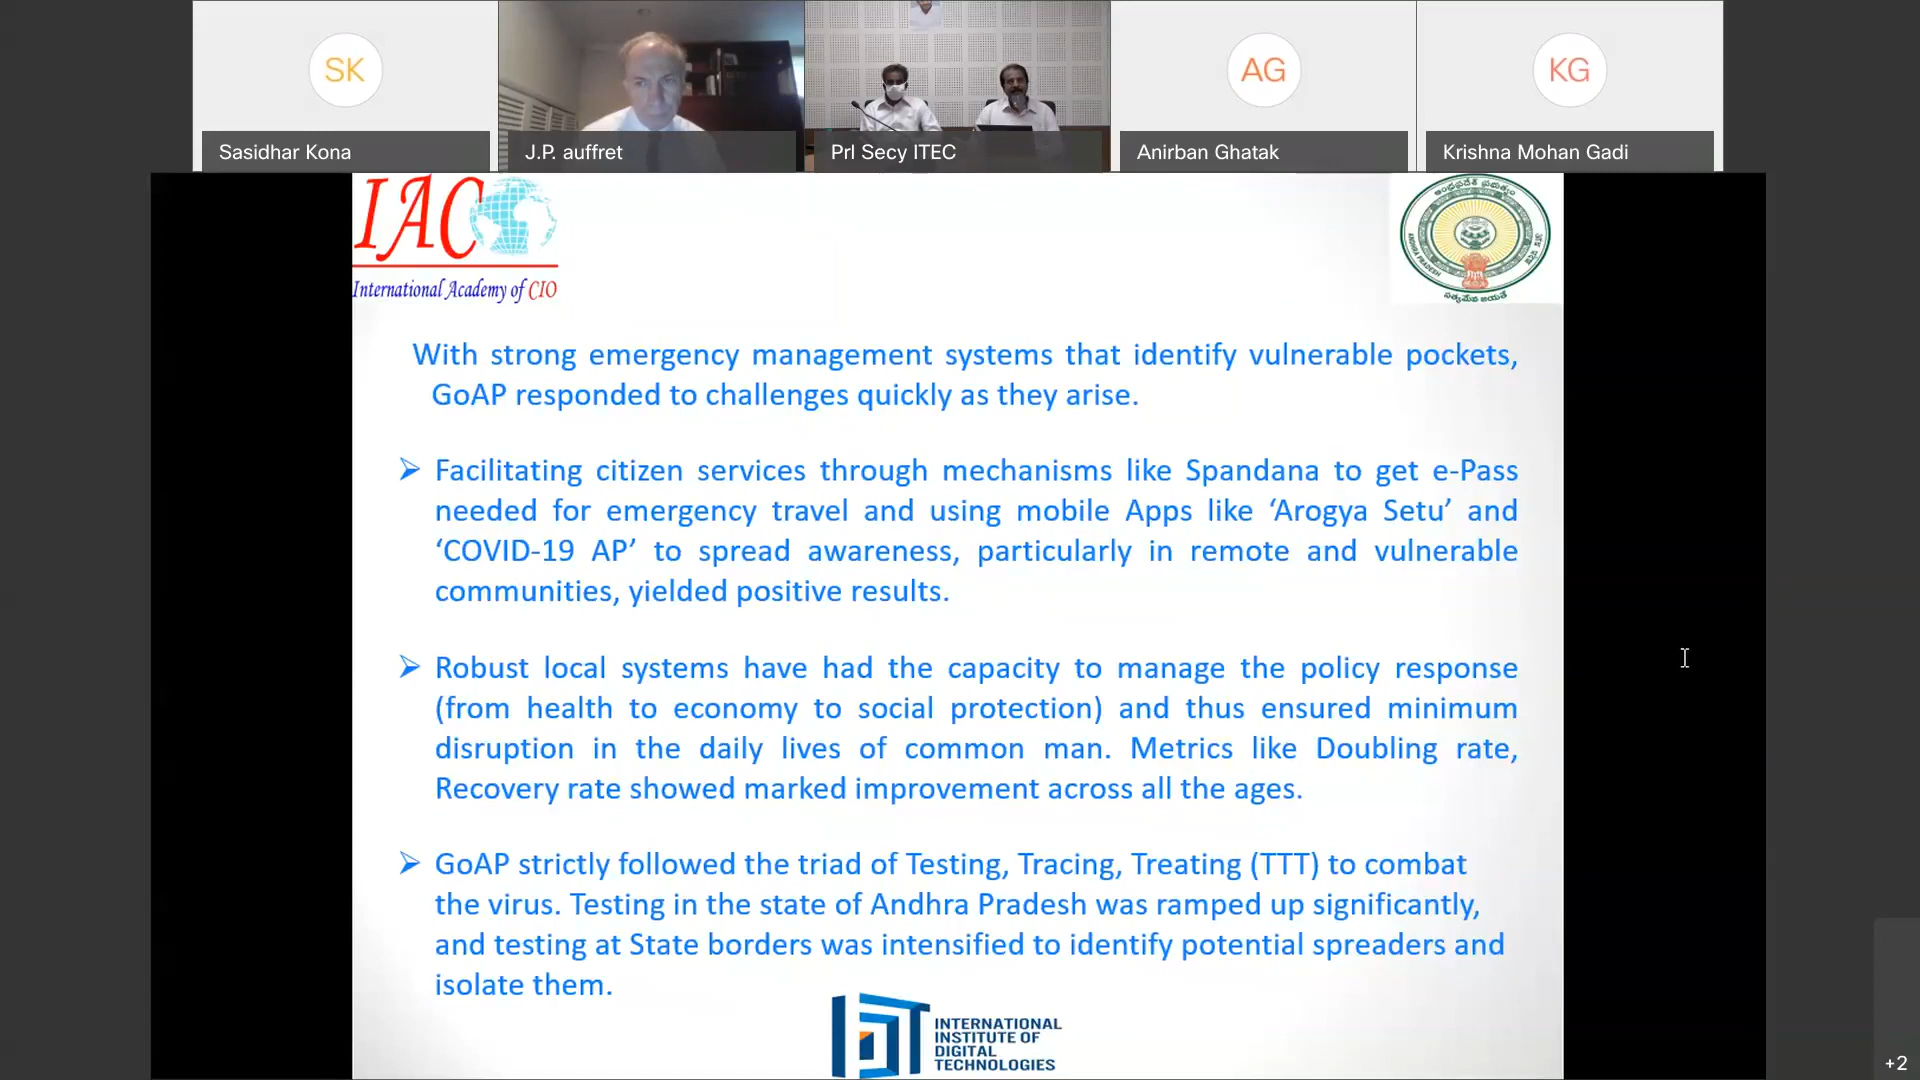 SK
AG
KG
Sasidhar Kona
J.P. auffret
Prl Secy ITEC
Anirban Ghatak
Krishna Mohan Gadi
IAC
International Academy of CIO
ఆంధ్రప్రదేశ్ ప్రభుత్వం
ANDHRA PRADESH
సత్యమేవ జయతే
With strong emergency management systems that identify vulnerable pockets,
GoAP responded to challenges quickly as they arise.
➢ Facilitating citizen services through mechanisms like Spandana to get e-Pass
needed for emergency travel and using mobile Apps like ‘Arogya Setu’ and
‘COVID-19 AP’ to spread awareness, particularly in remote and vulnerable
communities, yielded positive results.
➢ Robust local systems have had the capacity to manage the policy response
(from health to economy to social protection) and thus ensured minimum
disruption in the daily lives of common man. Metrics like Doubling rate,
Recovery rate showed marked improvement across all the ages.
➢ GoAP strictly followed the triad of Testing, Tracing, Treating (TTT) to combat
the virus. Testing in the state of Andhra Pradesh was ramped up significantly,
and testing at State borders was intensified to identify potential spreaders and
isolate them.
INTERNATIONAL
INSTITUTE OF
DIGITAL
TECHNOLOGIES
+2